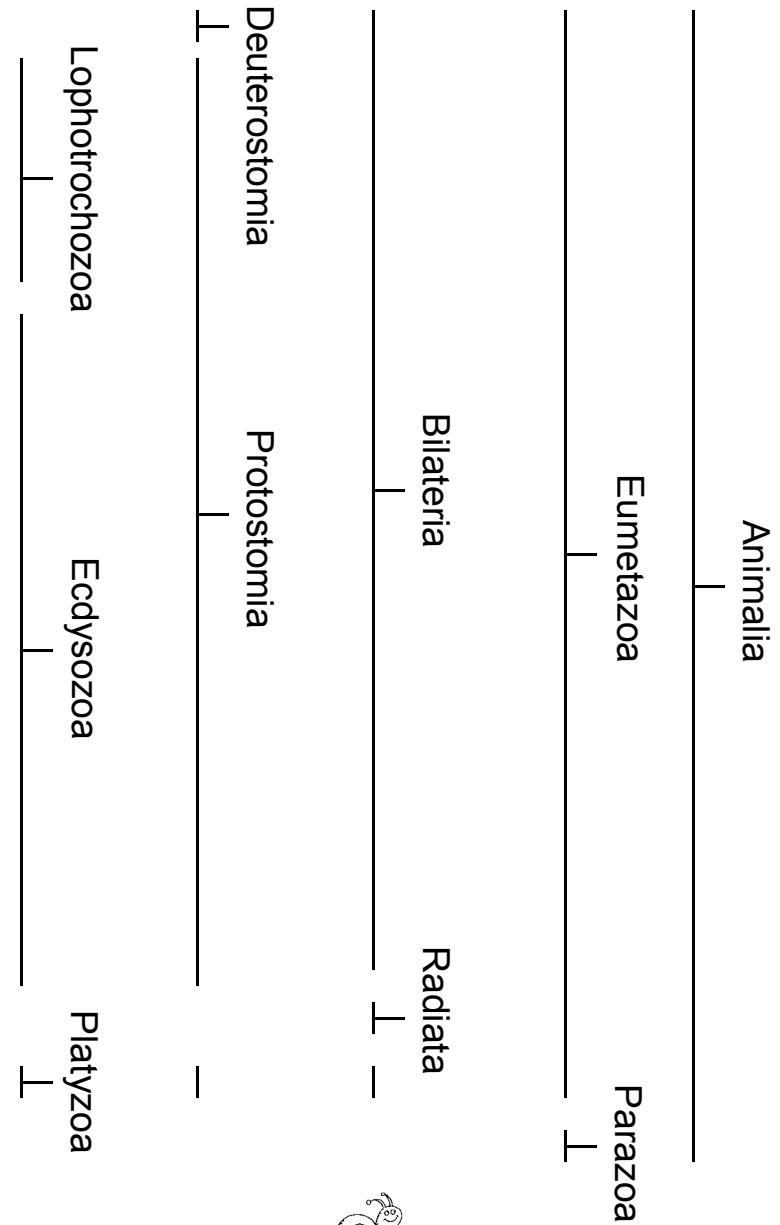 Animalia
Eumetazoa
Parazoa
Bilateria
Radiata
Deuterostomia
Protostomia
Lophotrochozoa
Ecdysozoa
Platyzoa